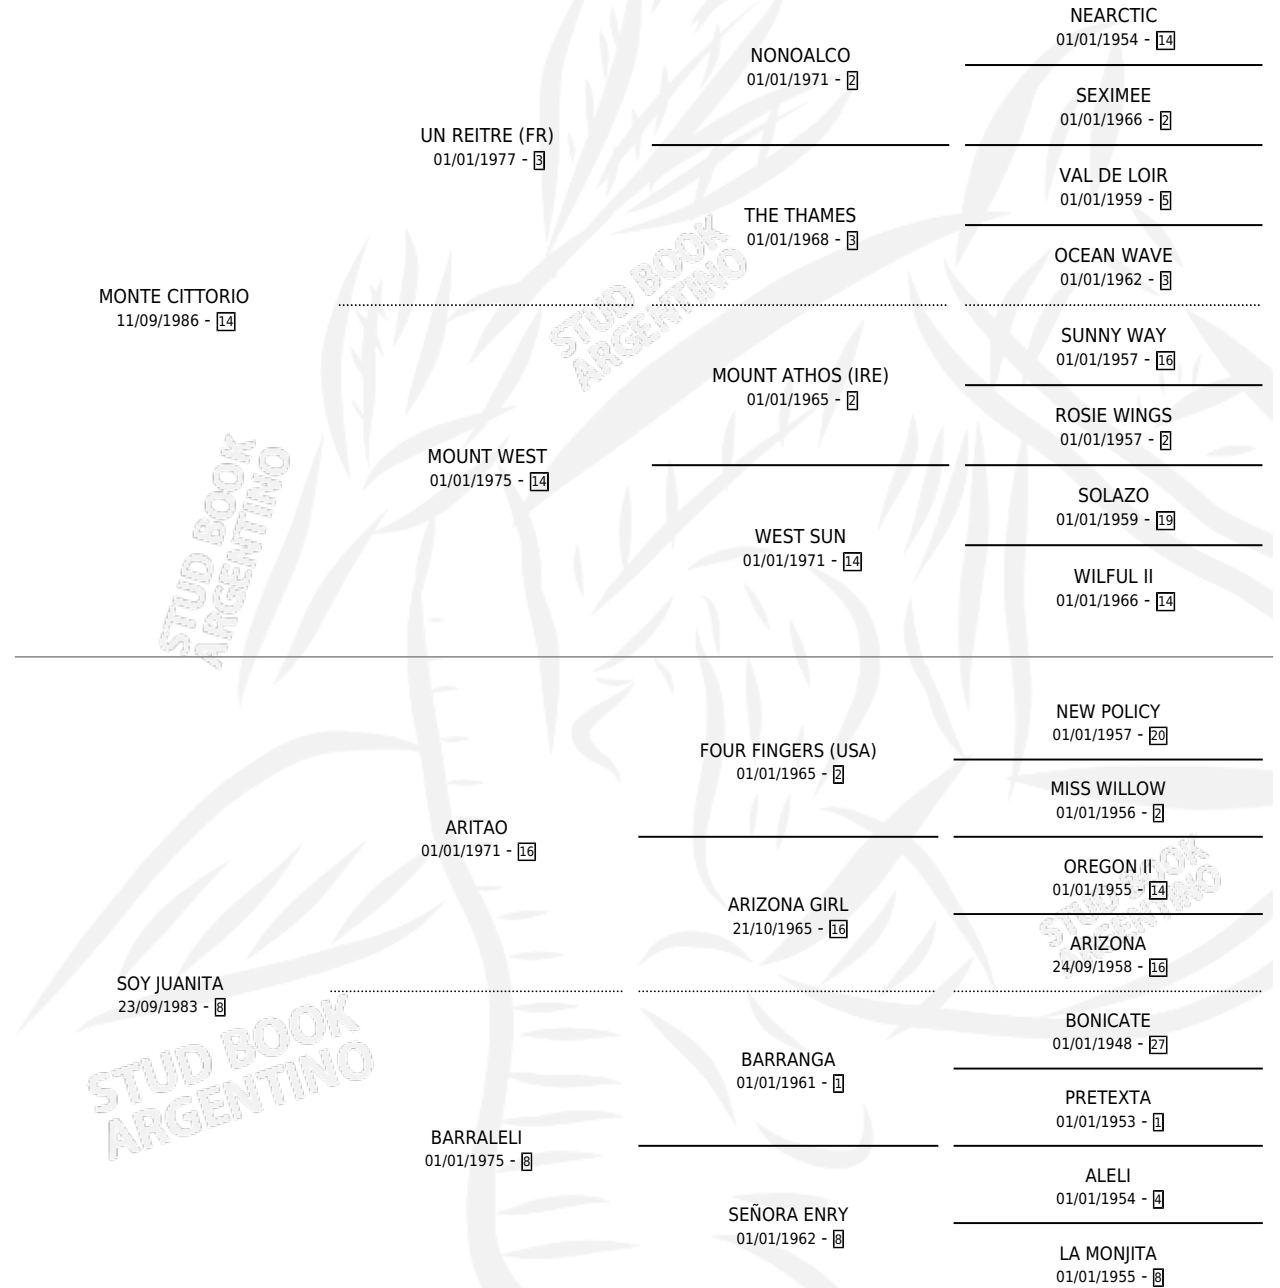 NEARCTIC
01/01/1954 - 14
NONOALCO
01/01/1971 - 2
SEXIMEE
01/01/1966 - 2
UN REITRE (FR)
01/01/1977 - 3
VAL DE LOIR
01/01/1959 - 5
THE THAMES
01/01/1968 - 3
OCEAN WAVE
01/01/1962 - 3
MONTE CITTORIO
11/09/1986 - 14
SUNNY WAY
01/01/1957 - 16
MOUNT ATHOS (IRE)
01/01/1965 - 2
ROSIE WINGS
01/01/1957 - 2
MOUNT WEST
01/01/1975 - 14
SOLAZO
01/01/1959 - 19
WEST SUN
01/01/1971 - 14
WILFUL II
01/01/1966 - 14
STUD BOOK
ARGENTINO
STUD BOOK
ARGENTINO
NEW POLICY
01/01/1957 - 20
FOUR FINGERS (USA)
01/01/1965 - 2
MISS WILLOW
01/01/1956 - 2
ARITAO
01/01/1971 - 16
OREGON II
01/01/1955 - 14
ARIZONA GIRL
21/10/1965 - 16
ARIZONA
24/09/1958 - 16
SOY JUANITA
23/09/1983 - 8
BONICATE
01/01/1948 - 27
BARRANGA
01/01/1961 - 1
PRETEXTA
01/01/1953 - 1
BARRALELI
01/01/1975 - 8
ALELI
01/01/1954 - 4
SEÑORA ENRY
01/01/1962 - 8
LA MONJITA
01/01/1955 - 8
STUD BOOK
ARGENTINO
STUD BOOK
ARGENTINO